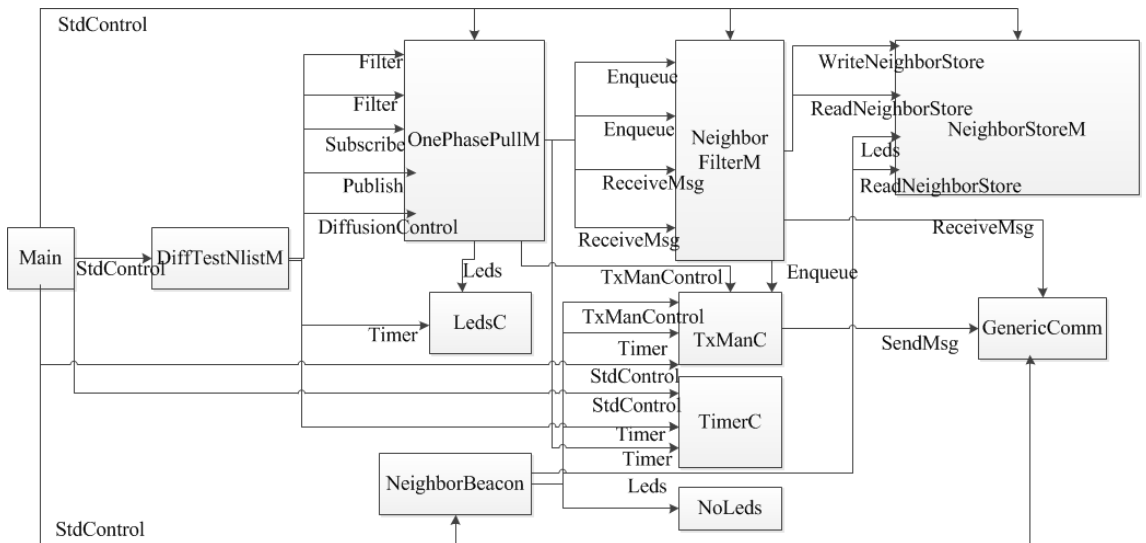 StdControl
Filter
Enqueue
WriteNeighborStore
Filter
Enqueue
ReadNeighborStore
Subscribe
OnePhasePullM
Neighbor
FilterM
NeighborStoreM
Leds
Publish
ReceiveMsg
ReadNeighborStore
DiffusionControl
ReceiveMsg
ReceiveMsg
Main
StdControl
DiffTestNlistM
Leds
TxManControl
Enqueue
LedsC
Timer
TxManControl
TxManC
Timer
SendMsg
GenericComm
StdControl
StdControl
TimerC
Timer
Timer
NeighborBeacon
Leds
NoLeds
StdControl